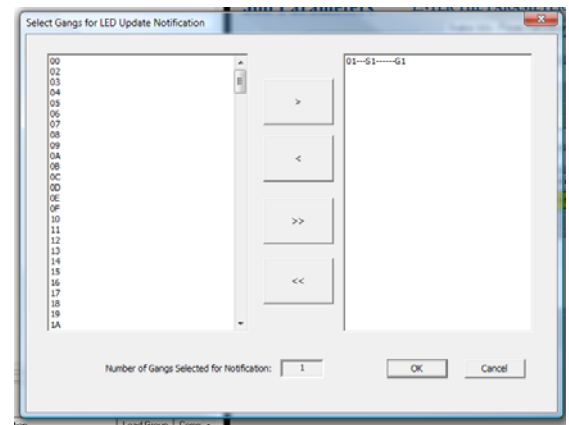 Select Gangs for LED Update Notification
00
02
03
04
05
06
07
08
09
0A
0B
0C
0D
0E
0F
10
11
12
13
14
15
16
17
18
19
1A
>
<
>>
<<
01---G1------G1
Number of Gangs Selected for Notification: 1
OK
Cancel
Load Group